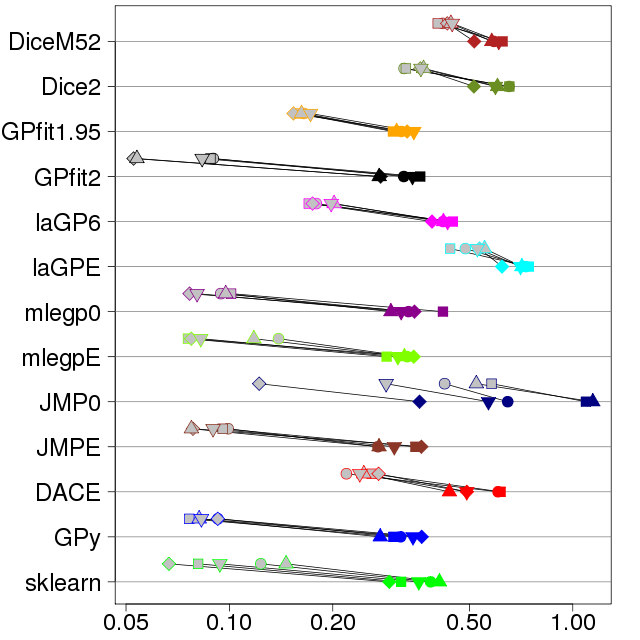 DiceM52
Dice2
GPfit1.95
GPfit2
laGP6
laGPE
mlegp0
mlegpE
JMP0
JMPE
DACE
GPy
sklearn
0.05 0.10 0.20 0.50 1.00